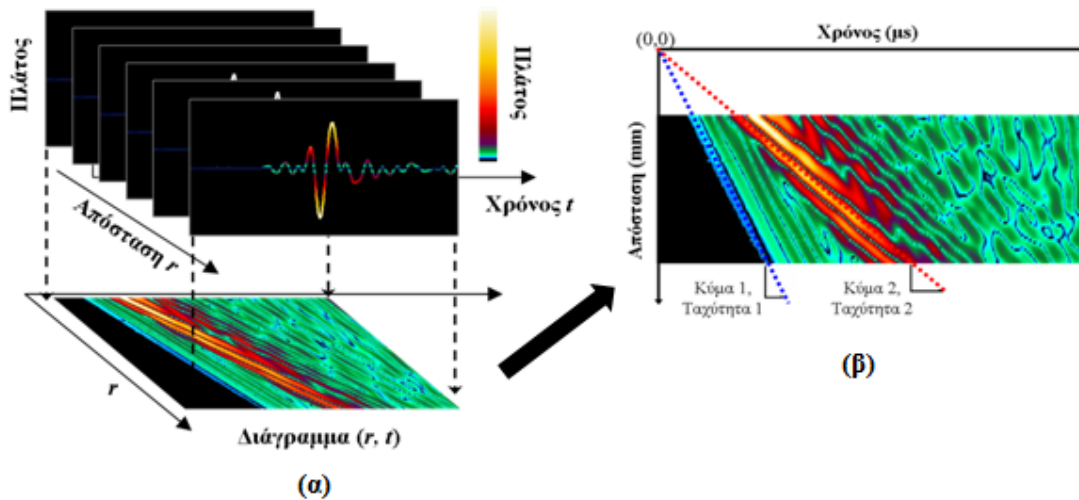 Πλάτος
Πλάτος
Χρόνος t
Απόσταση r
r
Διάγραμμα (r, t)
(α)
(0,0)
Χρόνος (μs)
Απόσταση (mm)
Κύμα 1,
Ταχύτητα 1
Κύμα 2,
Ταχύτητα 2
(β)